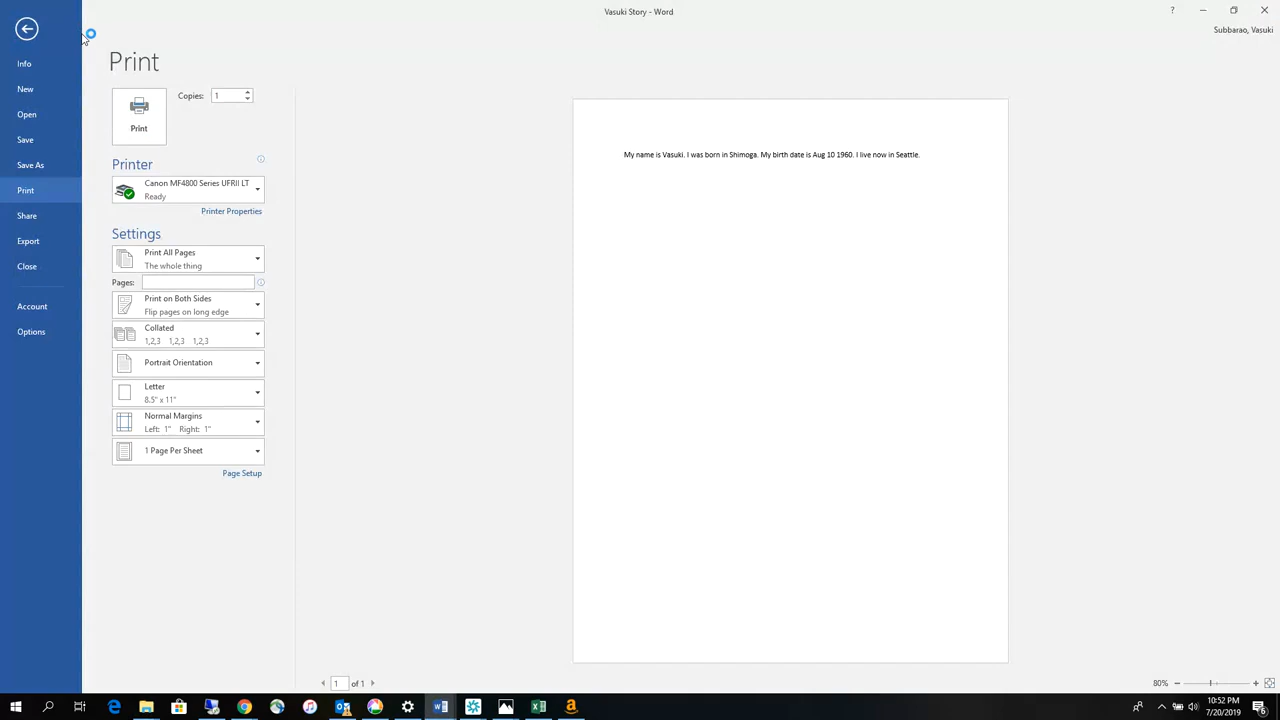 Vasuki Story - Word
?
Subbarao, Vasuki
Info
New
Open
Save
Save As
Print
Share
Export
Close
Account
Options
Print
Print
Copies: 1
Printer
Canon MF4800 Series UFRII LT
Ready
Printer Properties
Settings
Print All Pages
The whole thing
Pages:
Print on Both Sides
Flip pages on long edge
Collated
1,2,3 1,2,3 1,2,3
Portrait Orientation
Letter
8.5" x 11"
Normal Margins
Left: 1" Right: 1"
1 Page Per Sheet
Page Setup
My name is Vasuki. I was born in Shimoga. My birth date is Aug 10 1960. I live now in Seattle.
1 of 1
80%
10:52 PM
7/20/2019